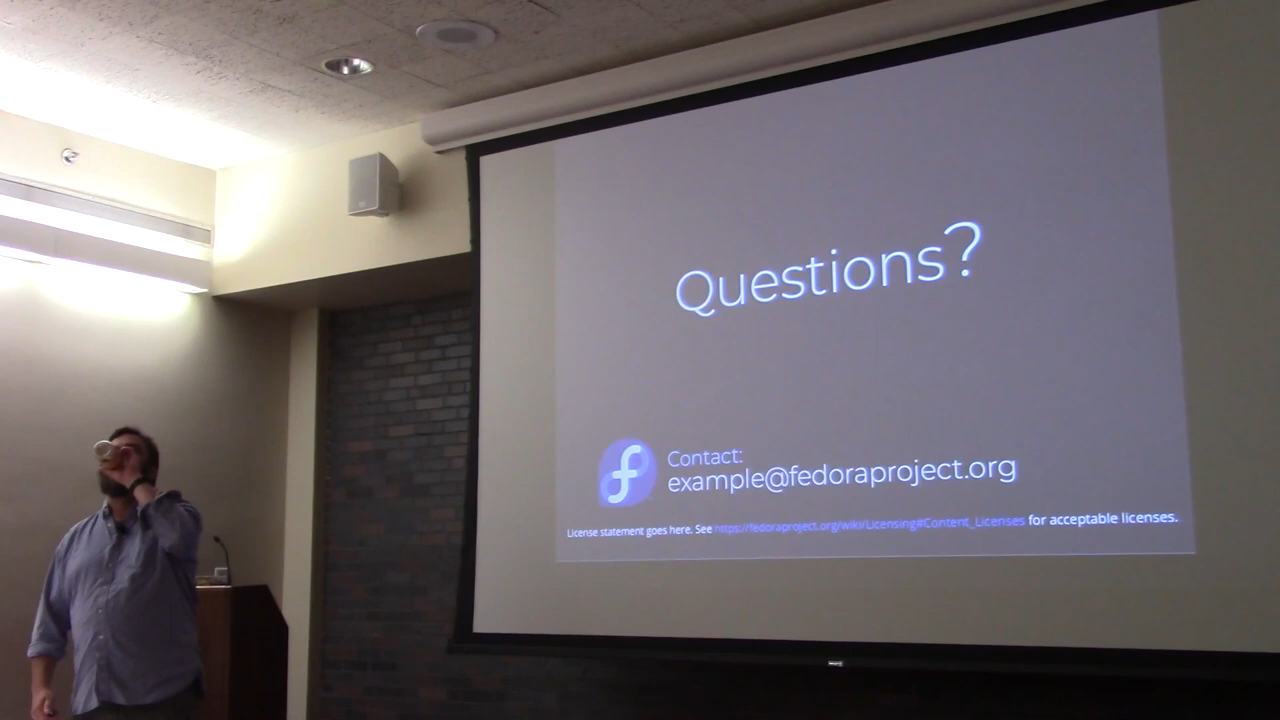 Questions?
Contact:
example@fedoraproject.org
License statement goes here. See https://fedoraproject.org/wiki/Licensing#Content_Licenses for acceptable licenses.